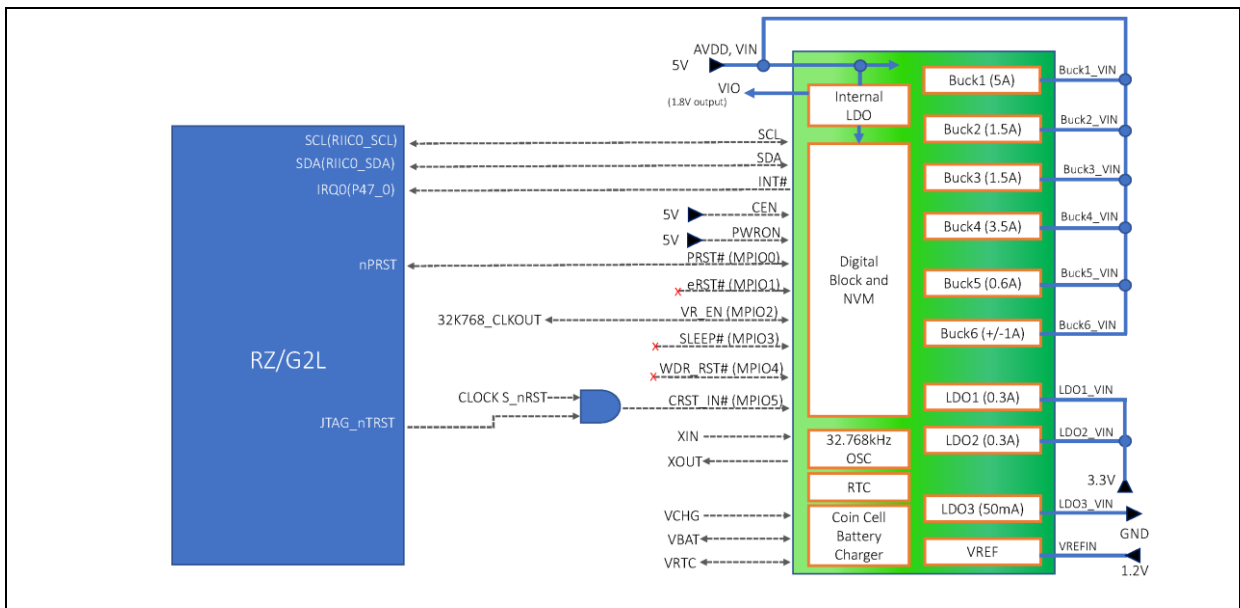 AVDD, VIN
5V
VIO
(1.8V output)
Internal
LDO
Buck1 (5A)
Buck1_VIN
Buck2 (1.5A)
Buck2_VIN
Buck3 (1.5A)
Buck3_VIN
Buck4 (3.5A)
Buck4_VIN
Buck5 (0.6A)
Buck5_VIN
Buck6 (+/-1A)
Buck6_VIN
LDO1 (0.3A)
LDO1_VIN
LDO2 (0.3A)
LDO2_VIN
3.3V
LDO3 (50mA)
LDO3_VIN
GND
VREF
VREFIN
1.2V
SCL(RIIC0_SCL)
SCL
SDA(RIIC0_SDA)
SDA
IRQ0(P47_0)
INT#
5V
CEN
5V
PWRON
nPRST
PRST# (MPIO0)
eRST# (MPIO1)
32K768_CLKOUT
VR_EN (MPIO2)
SLEEP# (MPIO3)
WDR_RST# (MPIO4)
CLOCK S_nRST
CRST_IN# (MPIO5)
JTAG_nTRST
RZ/G2L
Digital
Block and
NVM
XIN
XOUT
32.768kHz
OSC
RTC
VCHG
VBAT
VRTC
Coin Cell
Battery
Charger